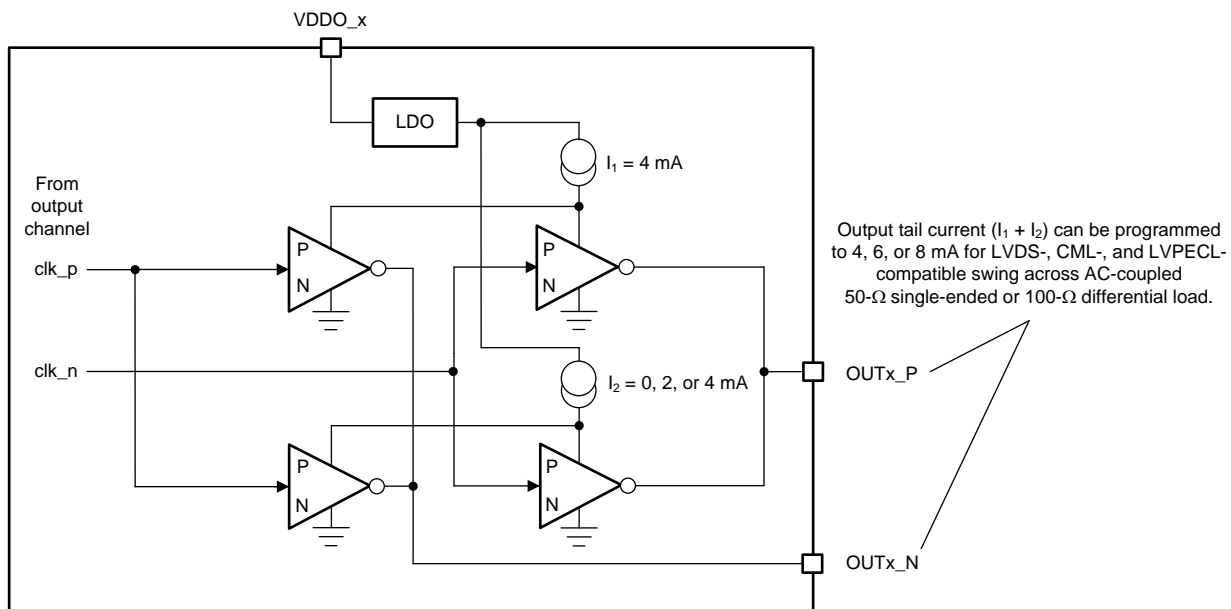 VDDO_x
LDO
I₁ = 4 mA
From
output
channel
P
N
P
N
clk_p
Output tail current (I₁ + I₂) can be programmed
to 4, 6, or 8 mA for LVDS-, CML-, and LVPECL-
compatible swing across AC-coupled
50-Ω single-ended or 100-Ω differential load.
clk_n
I₂ = 0, 2, or 4 mA
OUTx_P
P
N
P
N
OUTx_N